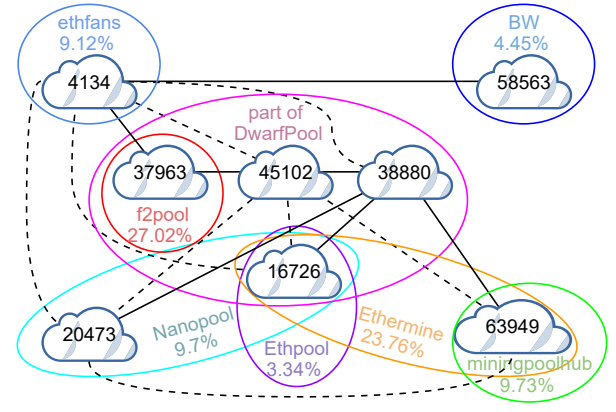 ethfans
9.12%
4134
BW
4.45%
58563
part of
DwarfPool
37963
45102
38880
f2pool
27.02%
16726
Nanopool
9.7%
Ethermine
23.76%
20473
Ethpool
3.34%
63949
miningpoolhub
9.73%